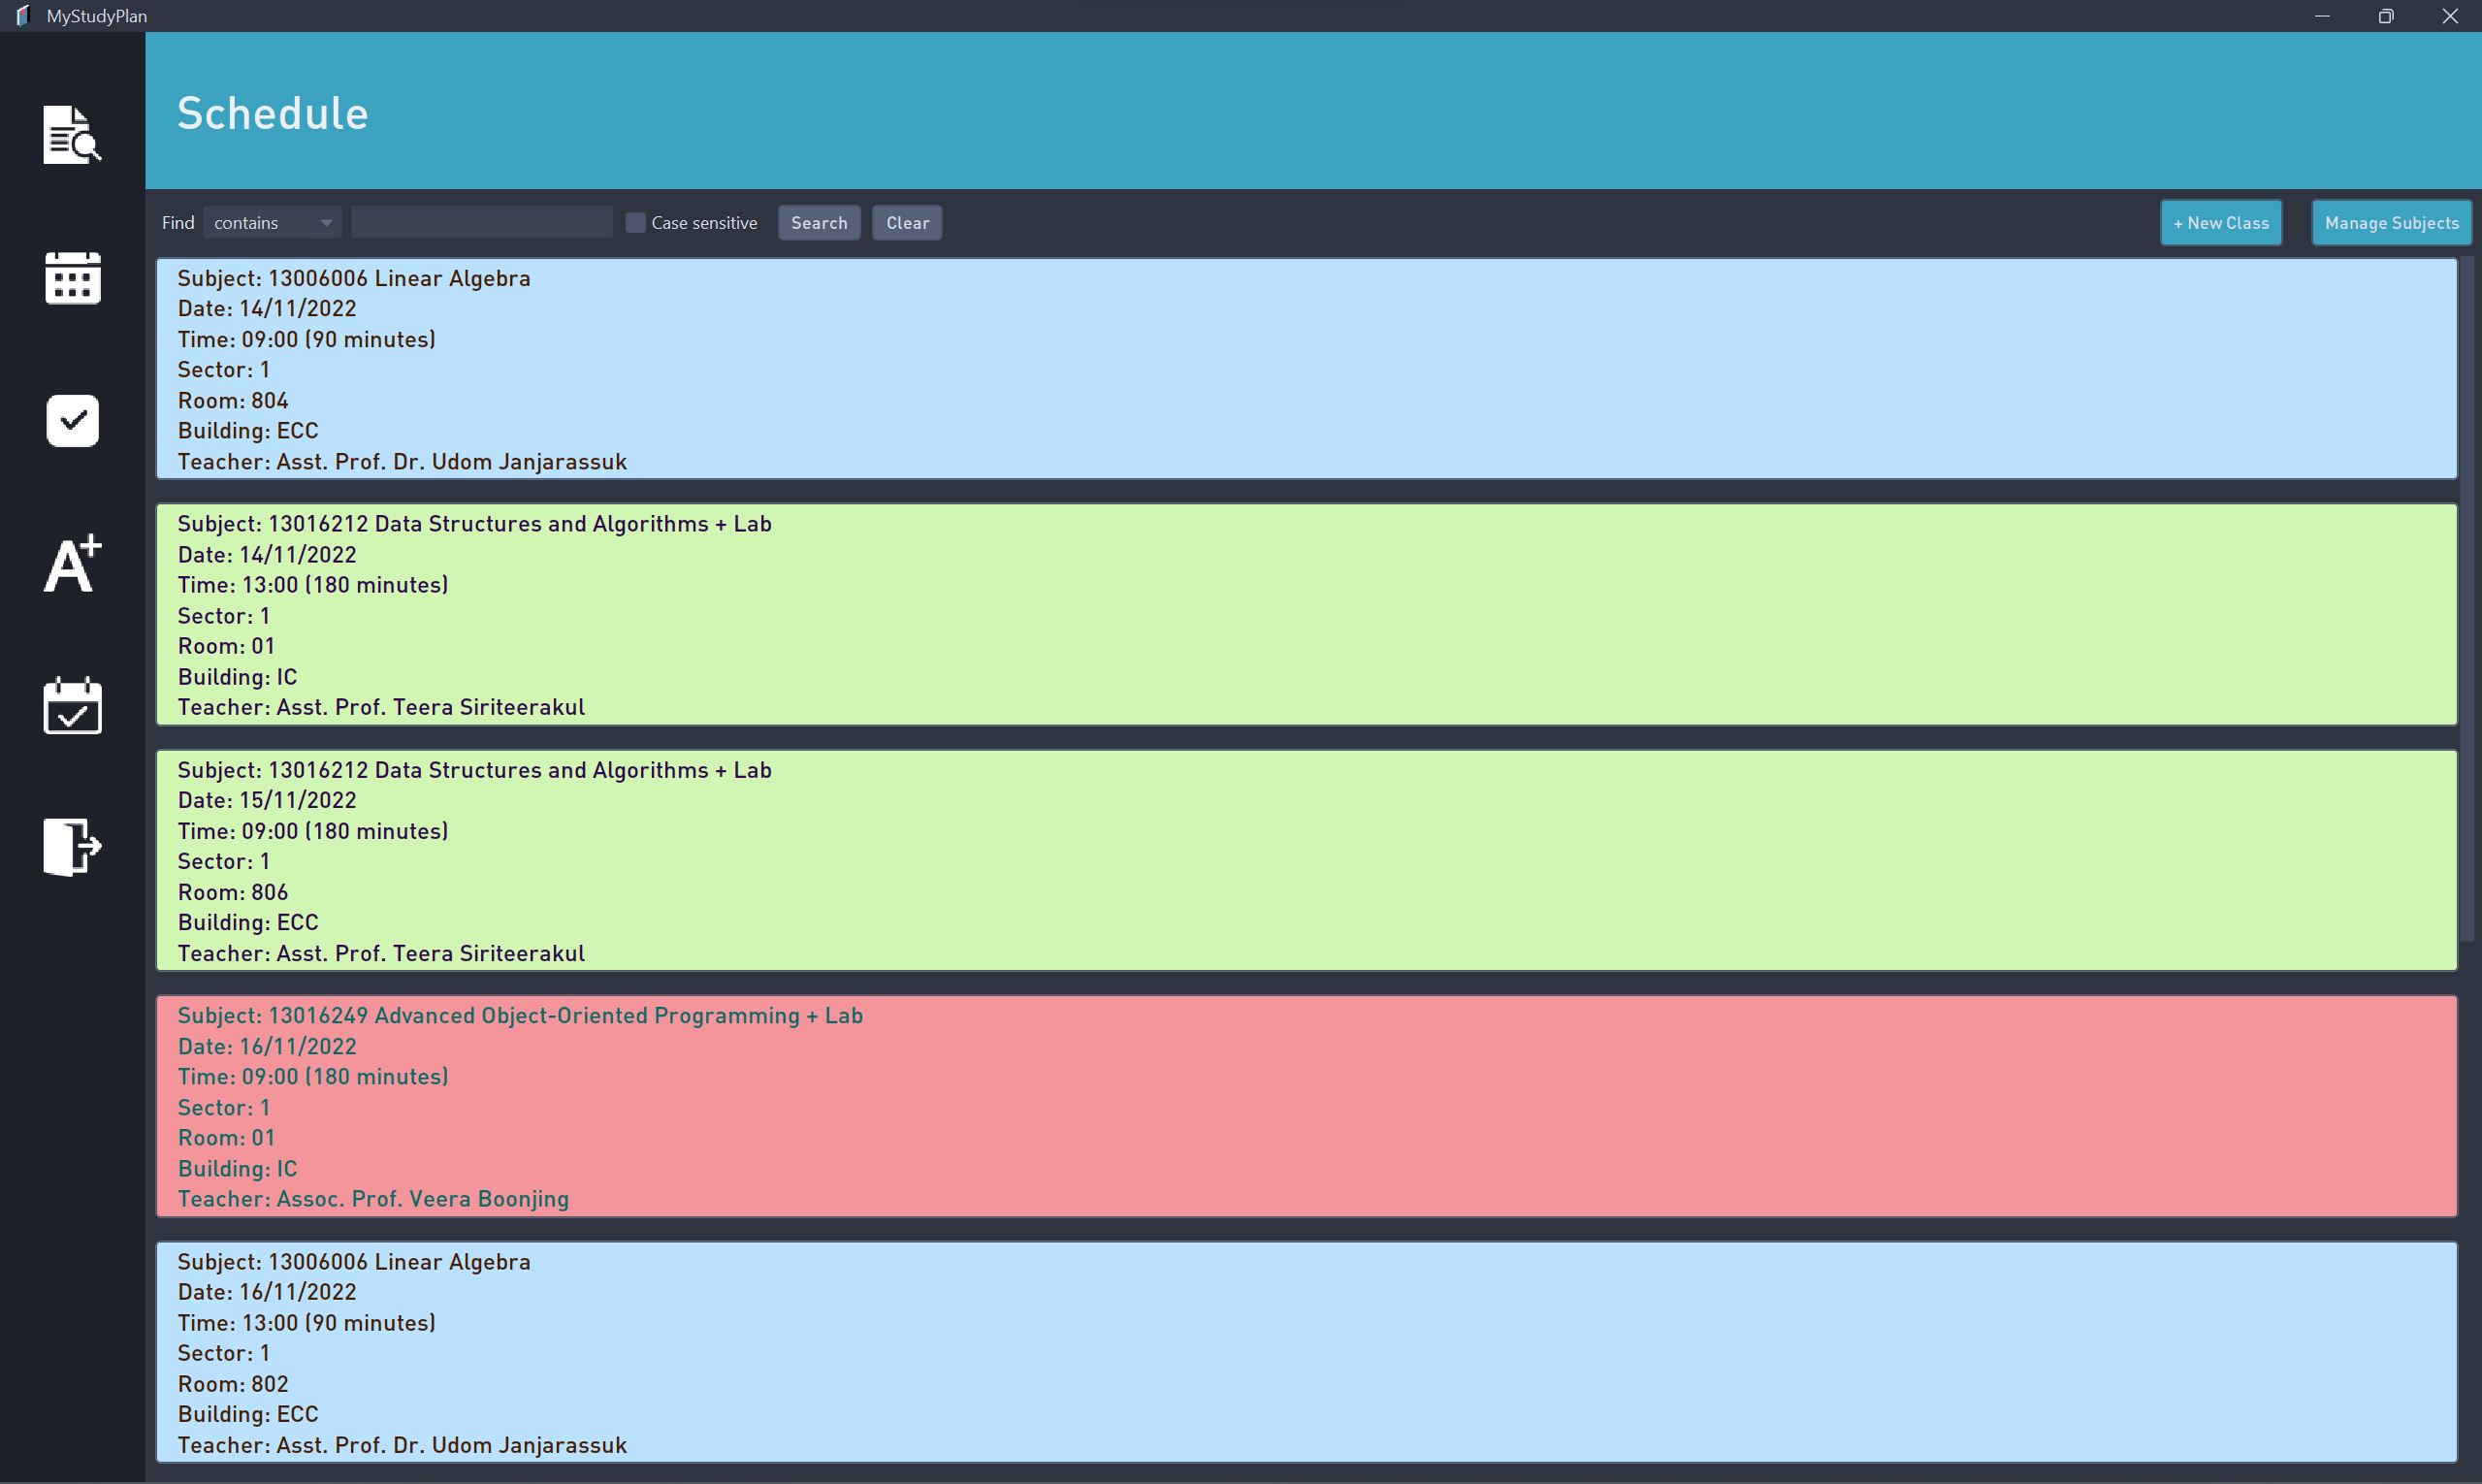 MyStudyPlan
Schedule
Find contains Case sensitive Search Clear + New Class Manage Subjects
Subject: 13006006 Linear Algebra
Date: 14/11/2022
Time: 09:00 (90 minutes)
Sector: 1
Room: 804
Building: ECC
Teacher: Asst. Prof. Dr. Udom Janjarassuk
Subject: 13016212 Data Structures and Algorithms + Lab
Date: 14/11/2022
Time: 13:00 (180 minutes)
Sector: 1
Room: 01
Building: IC
Teacher: Asst. Prof. Teera Siriteerakul
Subject: 13016212 Data Structures and Algorithms + Lab
Date: 15/11/2022
Time: 09:00 (180 minutes)
Sector: 1
Room: 806
Building: ECC
Teacher: Asst. Prof. Teera Siriteerakul
Subject: 13016249 Advanced Object-Oriented Programming + Lab
Date: 16/11/2022
Time: 09:00 (180 minutes)
Sector: 1
Room: 01
Building: IC
Teacher: Assoc. Prof. Veera Boonjing
Subject: 13006006 Linear Algebra
Date: 16/11/2022
Time: 13:00 (90 minutes)
Sector: 1
Room: 802
Building: ECC
Teacher: Asst. Prof. Dr. Udom Janjarassuk